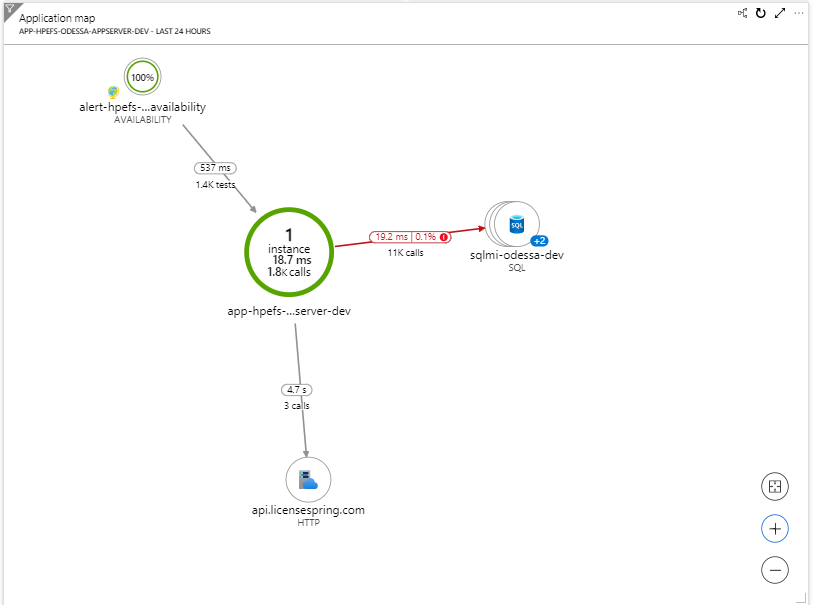 Application map
APP-HPEFS-ODESSA-APPSERVER-DEV - LAST 24 HOURS
100%
alert-hpefs-...availability
AVAILABILITY
537 ms
1.4K tests
1
instance
18.7 ms
1.8K calls
app-hpefs-...server-dev
19.2 ms | 0.1%
11K calls
SQL
+2
sqlmi-odessa-dev
SQL
4.7 s
3 calls
api.licensespring.com
HTTP